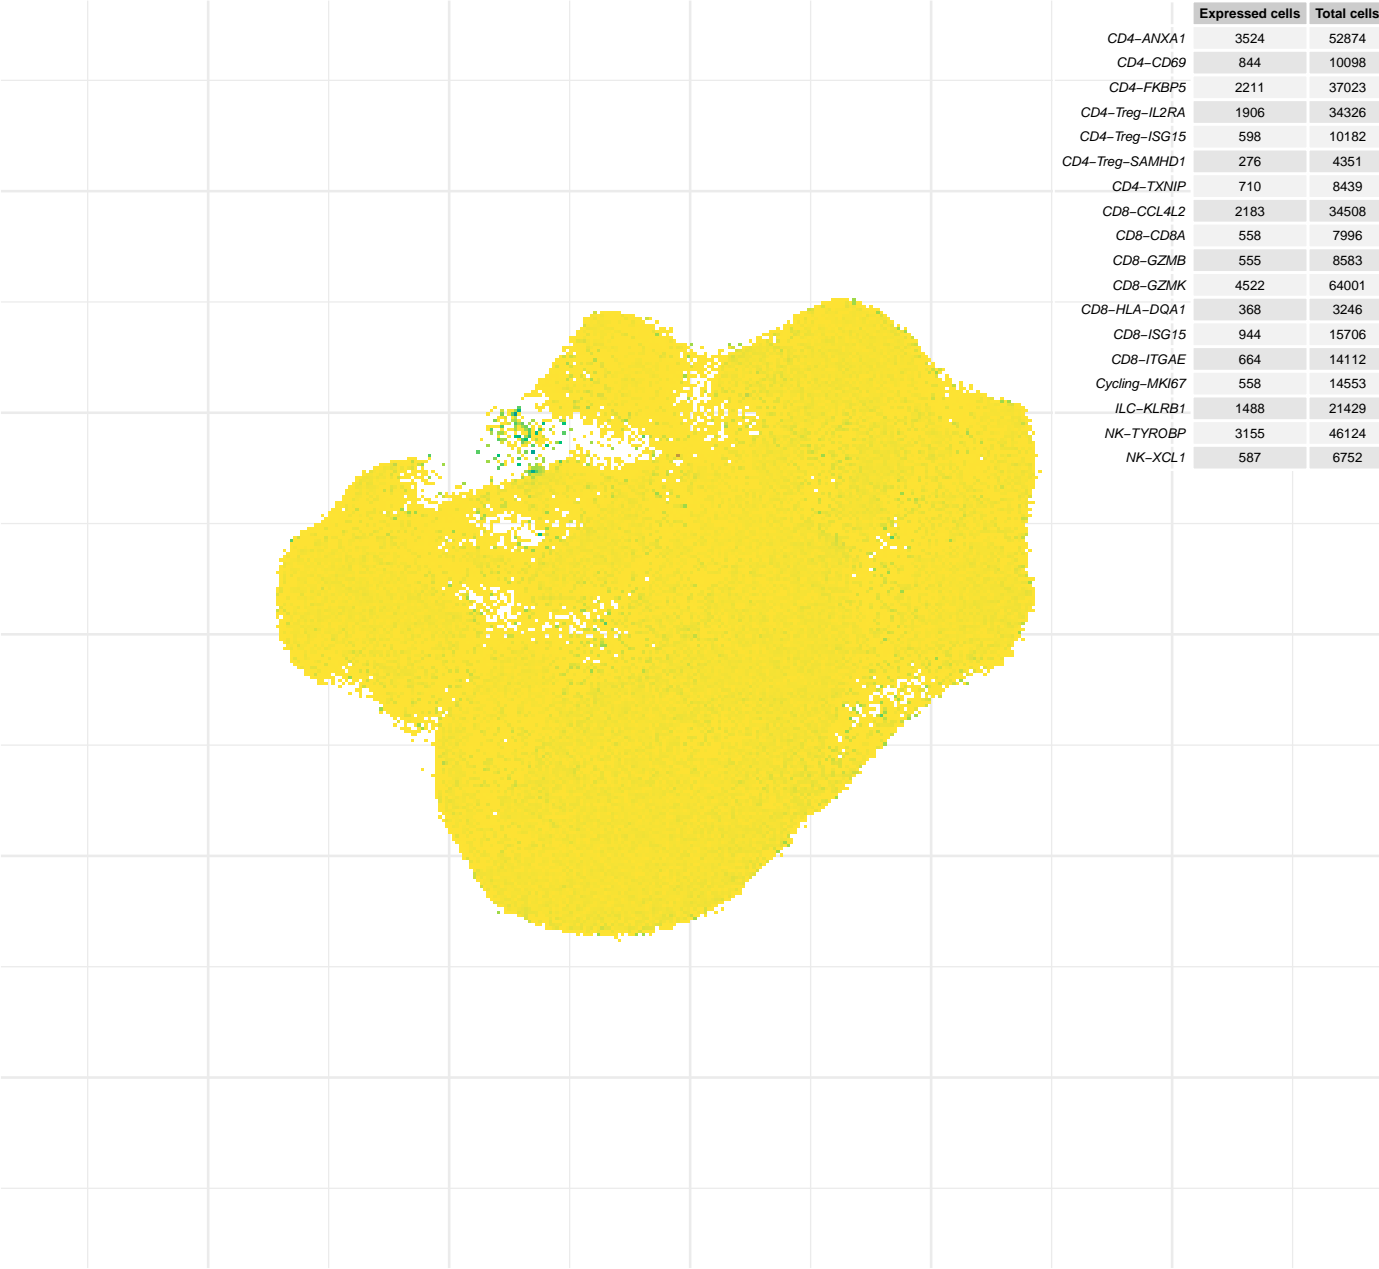 Expressed cells Total cells
CD4−ANXA1 3524 52874
CD4−CD69 844 10098
CD4−FKBP5 2211 37023
CD4−Treg−IL2RA 1906 34326
CD4−Treg−ISG15 598 10182
CD4−Treg−SAMHD1 276 4351
CD4−TXNIP 710 8439
CD8−CCL4L2 2183 34508
CD8−CD8A 558 7996
CD8−GZMB 555 8583
CD8−GZMK 4522 64001
CD8−HLA−DQA1 368 3246
CD8−ISG15 944 15706
CD8−ITGAE 664 14112
Cycling−MKI67 558 14553
ILC−KLRB1 1488 21429
NK−TYROBP 3155 46124
NK−XCL1 587 6752